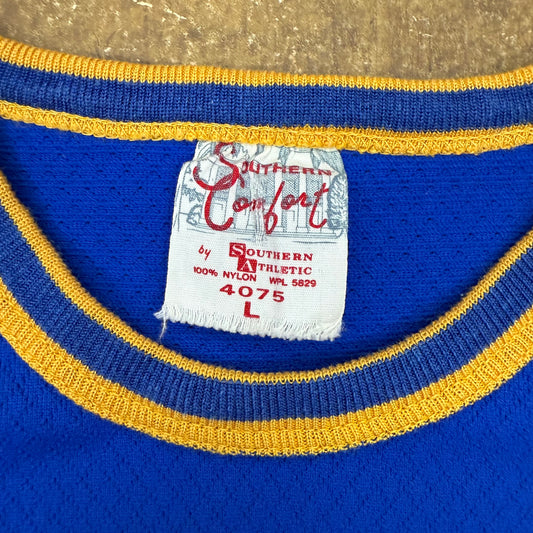 Southern
Comfort
by Southern
Athletic
100% NYLON WPL 5829
4075
L